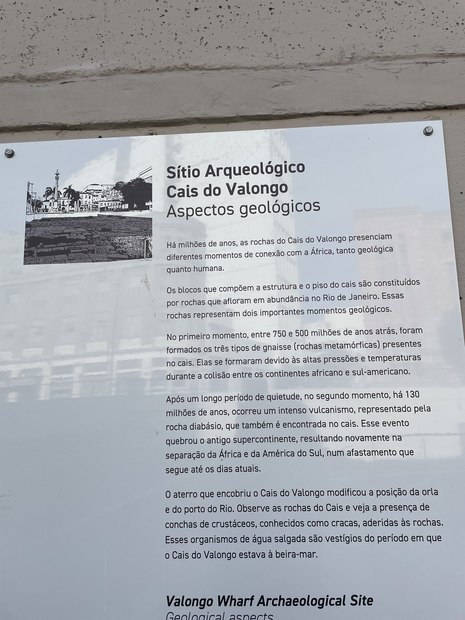 Sítio Arqueológico
Cais do Valongo
Aspectos geológicos
Há milhões de anos, as rochas do Cais do Valongo presenciam
diferentes momentos de conexão com a África, tanto geológica
quanto humana.
Os blocos que compõem a estrutura e o piso do cais são constituídos
por rochas que afloram em abundância no Rio de Janeiro. Essas
rochas representam dois importantes momentos geológicos.
No primeiro momento, entre 750 e 500 milhões de anos atrás, foram
formados os três tipos de gnaisse (rochas metamórficas) presentes
no cais. Elas se formaram devido às altas pressões e temperaturas
durante a colisão entre os continentes africano e sul-americano.
Após um longo período de quietude, no segundo momento, há 130
milhões de anos, ocorreu um intenso vulcanismo, representado pela
rocha diabásio, que também é encontrada no cais. Esse evento
quebrou o antigo supercontinente, resultando novamente na
separação da África e da América do Sul, num afastamento que
segue até os dias atuais.
O aterro que encobriu o Cais do Valongo modificou a posição da orla
e do porto do Rio. Observe as rochas do Cais e veja a presença de
conchas de crustáceos, conhecidos como cracas, aderidas às rochas.
Esses organismos de água salgada são vestígios do período em que
o Cais do Valongo estava à beira-mar.
Valongo Wharf Archaeological Site
Geological aspects